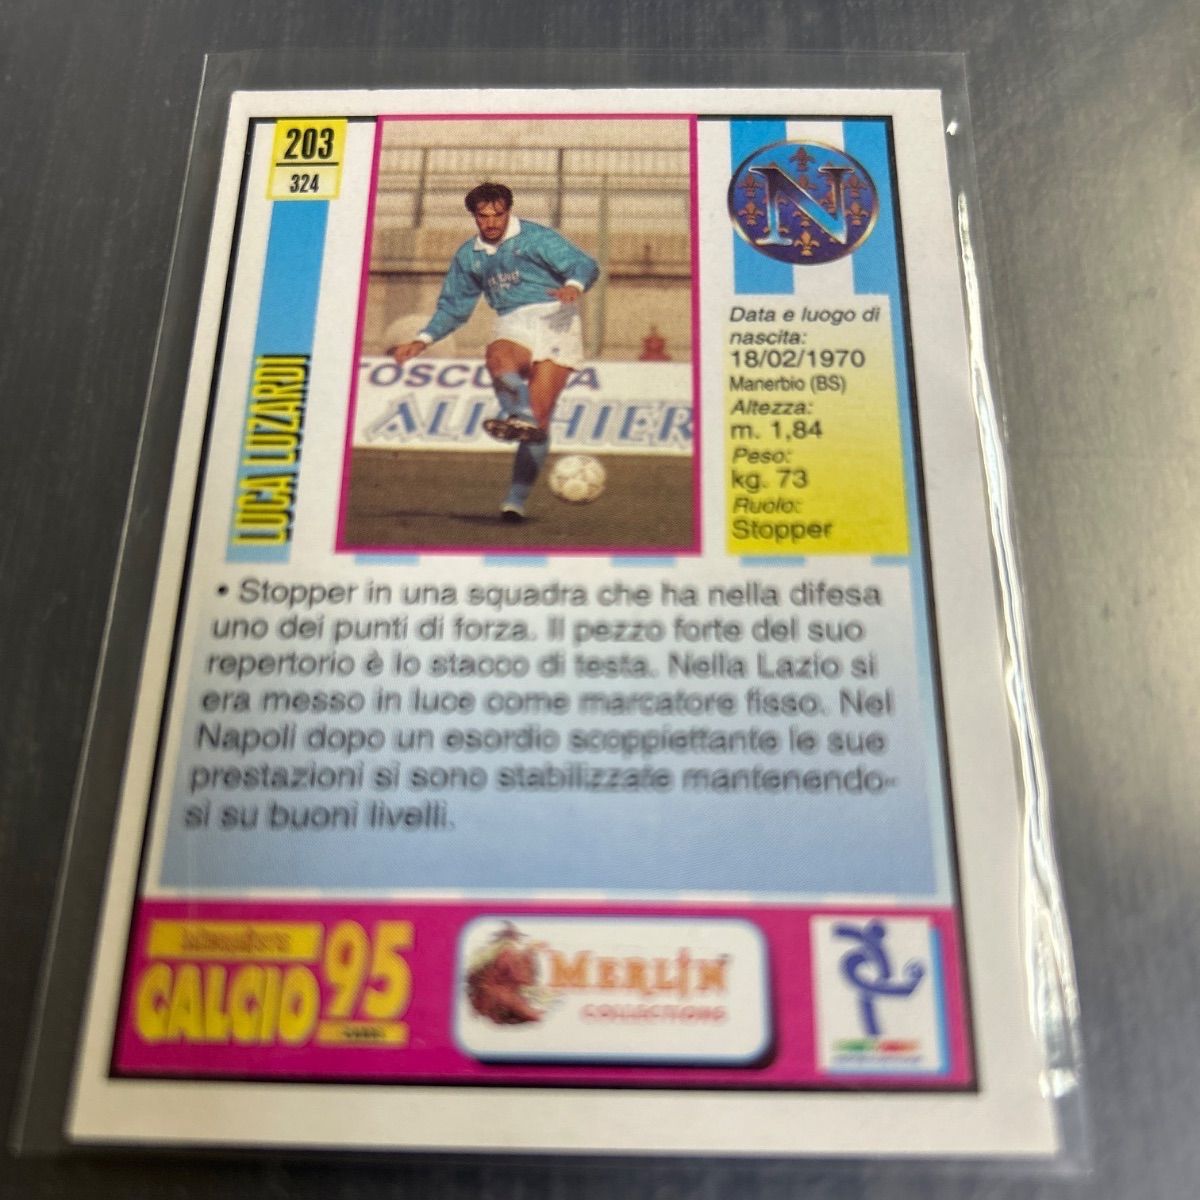 203
324
LUCA LUZARDI
TOSCU A
ALIGHIER
N
Data e luogo di
nascita:
18/02/1970
Manerbio (BS)
Altezza:
m. 1,84
Peso:
kg. 73
Ruolo:
Stopper
• Stopper in una squadra che ha nella difesa
uno dei punti di forza. Il pezzo forte del suo
repertorio è lo stacco di testa. Nella Lazio si
era messo in luce come marcatore fisso. Nel
Napoli dopo un esordio scoppiettante le sue
prestazioni si sono stabilizzate mantenendo-
si su buoni livelli.
CALCIO 95
MERLIN
COLLECTIONS